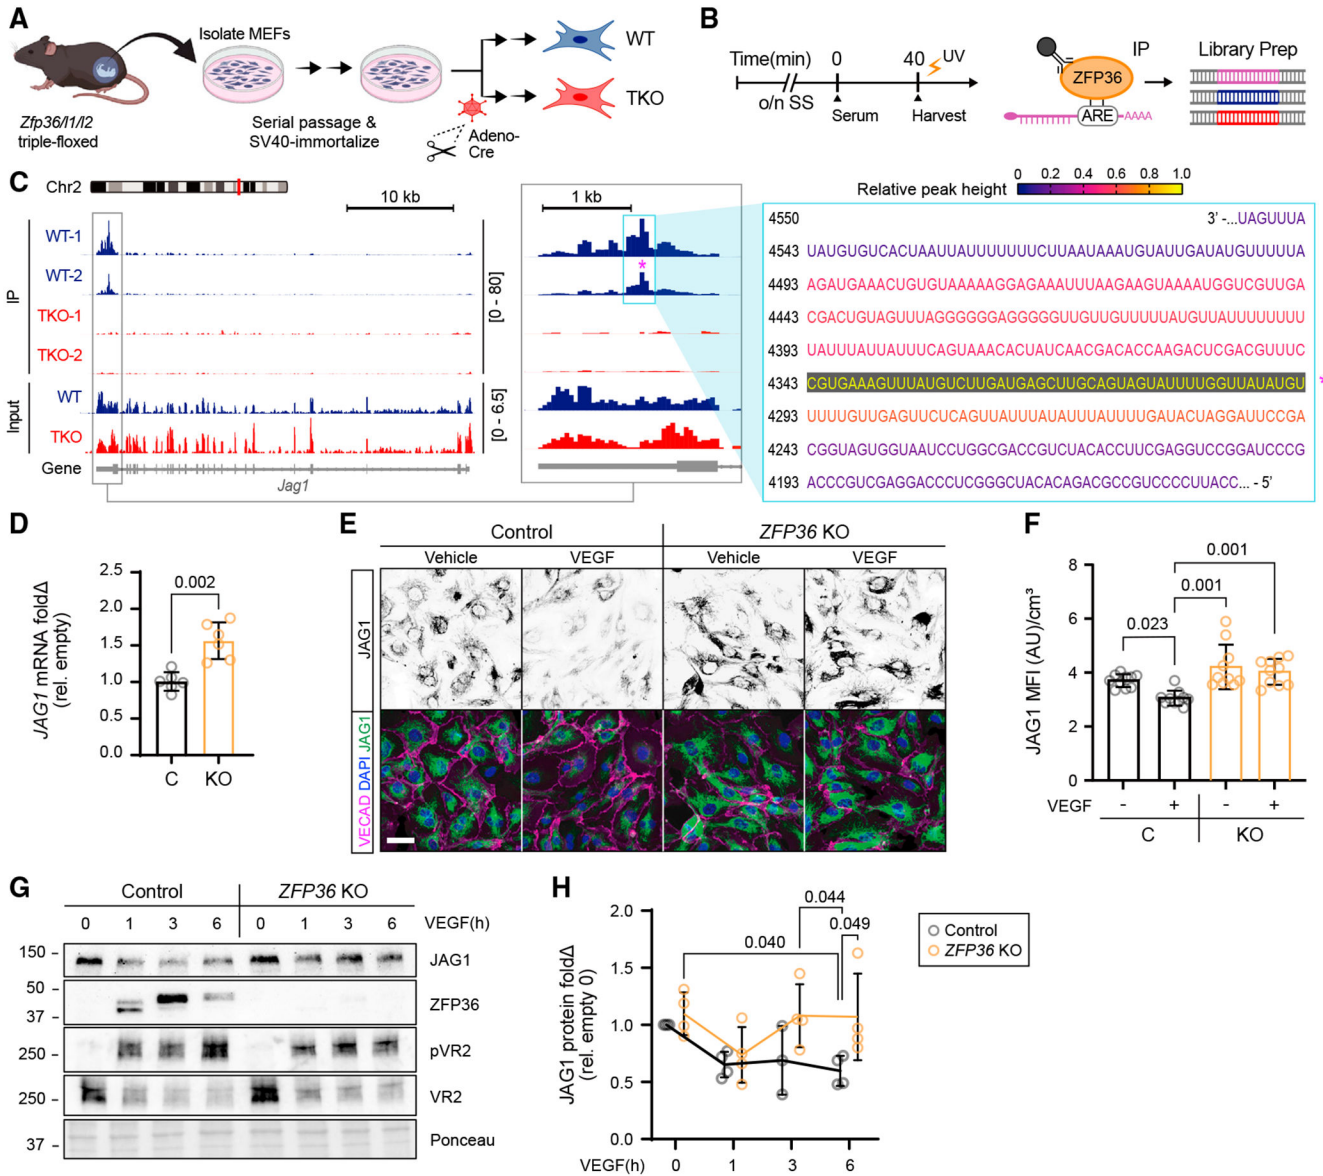 A
Isolate MEFs
WT
TKO
Zfp36/l1/l2
triple-floxed
Serial passage &
SV40-immortalize
Adeno-
Cre
B
Time(min)
0
40
UV
o/n SS
Serum
Harvest
IP
ZFP36
ARE
AAAA
Library Prep
C
Chr2
10 kb
1 kb
Relative peak height
0 0.2 0.4 0.6 0.8 1.0
IP
WT-1
WT-2
TKO-1
TKO-2
[0 - 80]
Input
WT
TKO
[0 - 6.5]
Gene
Jag1
*
4550 3' -...UAGUUUA
4543 UAUGUGUCACUAAUUAUUUUUUUCUUAAUAAAUGUAUUGAUAUGUUUUUA
4493 AGAUGAAACUGUGUAAAAAGGAGAAAUUUAAGAAGUAAAAUGGUCGUUGA
4443 CGACUGUAGUUUAGGGGGGAGGGGGUUGUUGUUUUUAUGUUAUUUUUUUU
4393 UAUUUAUUAUUUCAGUAAACACUAUCAACGACACCAAGACUCGACGUUUC
4343 CGUGAAAGUUUAUGUCUUGAUGAGCUUGCAGUAGUAUUUUGGUUAUAUGU
*
4293 UUUUGUUGAGUUCUCAGUUAUUUAUAUUUAUUUUGAUACUAGGAUUCCGA
4243 CGGUAGUGGUAAUCCUGGCGACCGUCUACACCUUCGAGGUCCGGAUCCCG
4193 ACCCGUCGAGGACCCUCGGGCUACACAGACGCCGUCCCCUUACC... - 5'
D
JAG1 mRNA foldΔ
(rel. empty)
2.5
2.0
1.5
1.0
0.5
0.0
0.002
C KO
E
Control ZFP36 KO
Vehicle VEGF Vehicle VEGF
JAG1
VECAD DAPI JAG1
F
JAG1 MFI (AU)/cm³
8
6
4
2
0
0.001
0.001
0.023
VEGF - + - +
C KO
G
Control ZFP36 KO
0 1 3 6 0 1 3 6 VEGF(h)
150 JAG1
50
37
ZFP36
250 pVR2
250 VR2
37 Ponceau
H
JAG1 protein foldΔ
(rel. empty 0)
2.0
1.5
1.0
0.5
0.0
0.044
0.049
0.040
VEGF(h) 0 1 3 6
Control
ZFP36 KO